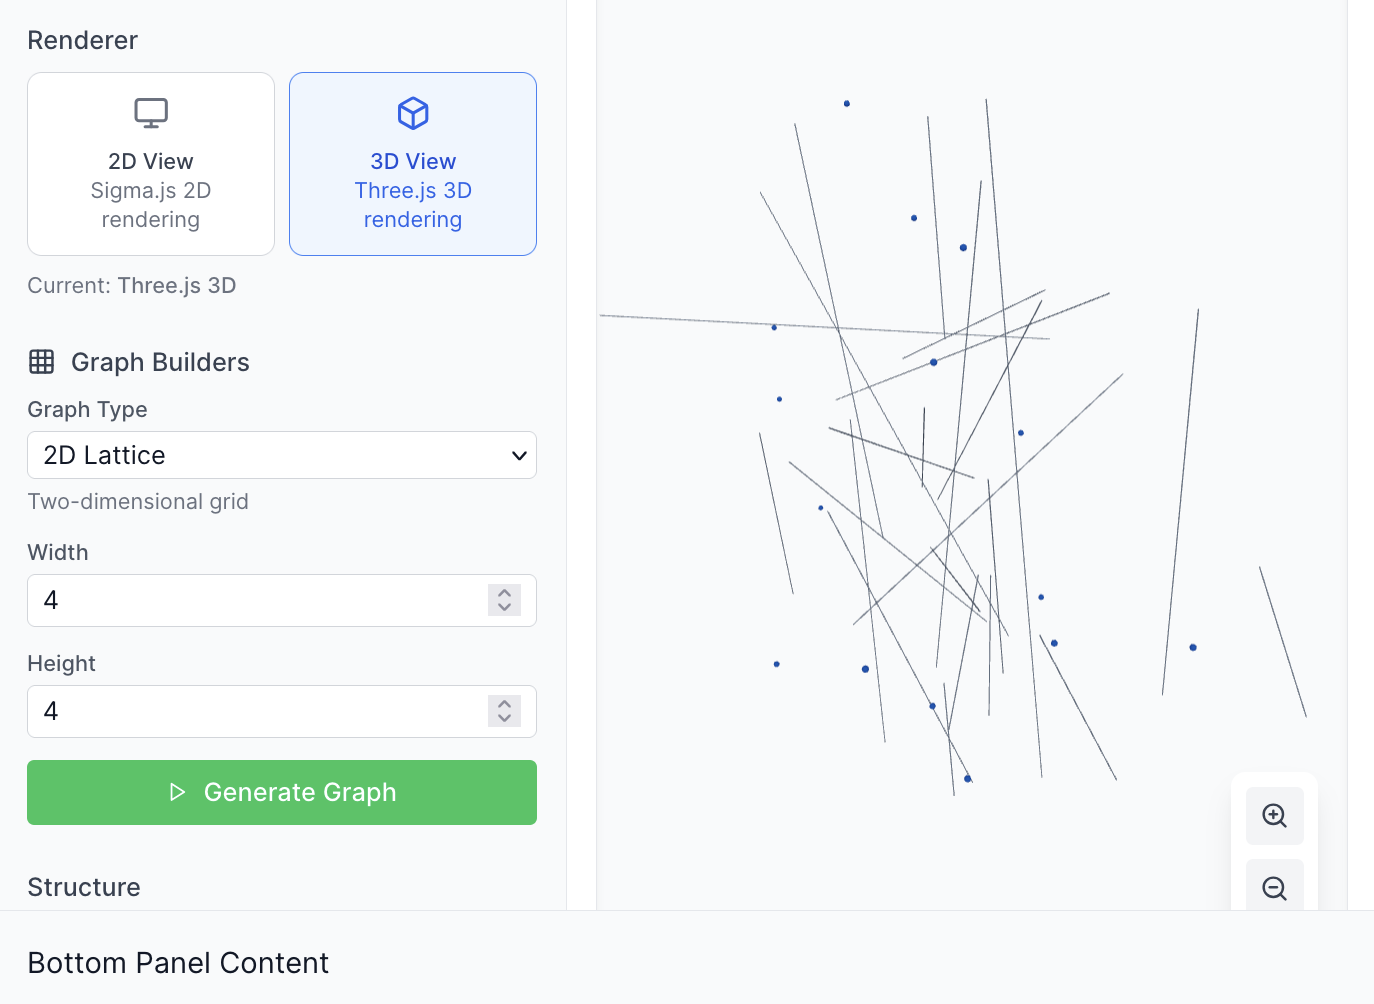 Renderer
2D View
Sigma.js 2D
rendering
3D View
Three.js 3D
rendering
Current: Three.js 3D
Graph Builders
Graph Type
2D Lattice
Two-dimensional grid
Width
4
Height
4
Generate Graph
Structure
Bottom Panel Content